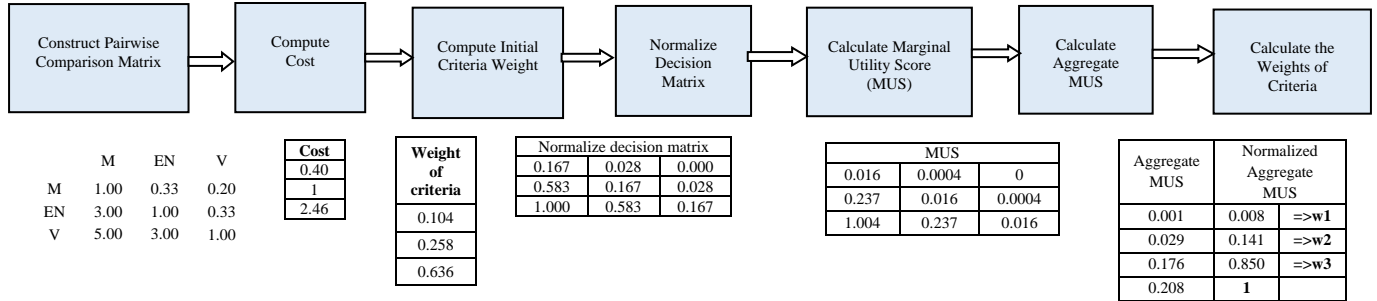 Construct Pairwise
Comparison Matrix
Compute
Cost
Compute Initial
Criteria Weight
Normalize
Decision
Matrix
Calculate Marginal
Utility Score
(MUS)
Calculate
Aggregate
MUS
Calculate the
Weights of
Criteria
M EN V
M 1.00 0.33 0.20
EN 3.00 1.00 0.33
V 5.00 3.00 1.00
Cost
0.40
1
2.46
Weight
of
criteria
0.104
0.258
0.636
Normalize decision matrix
0.167 0.028 0.000
0.583 0.167 0.028
1.000 0.583 0.167
MUS
0.016 0.0004 0
0.237 0.016 0.0004
1.004 0.237 0.016
Aggregate
MUS
Normalized
Aggregate
MUS
0.001 0.008 =>w1
0.029 0.141 =>w2
0.176 0.850 =>w3
0.208 1